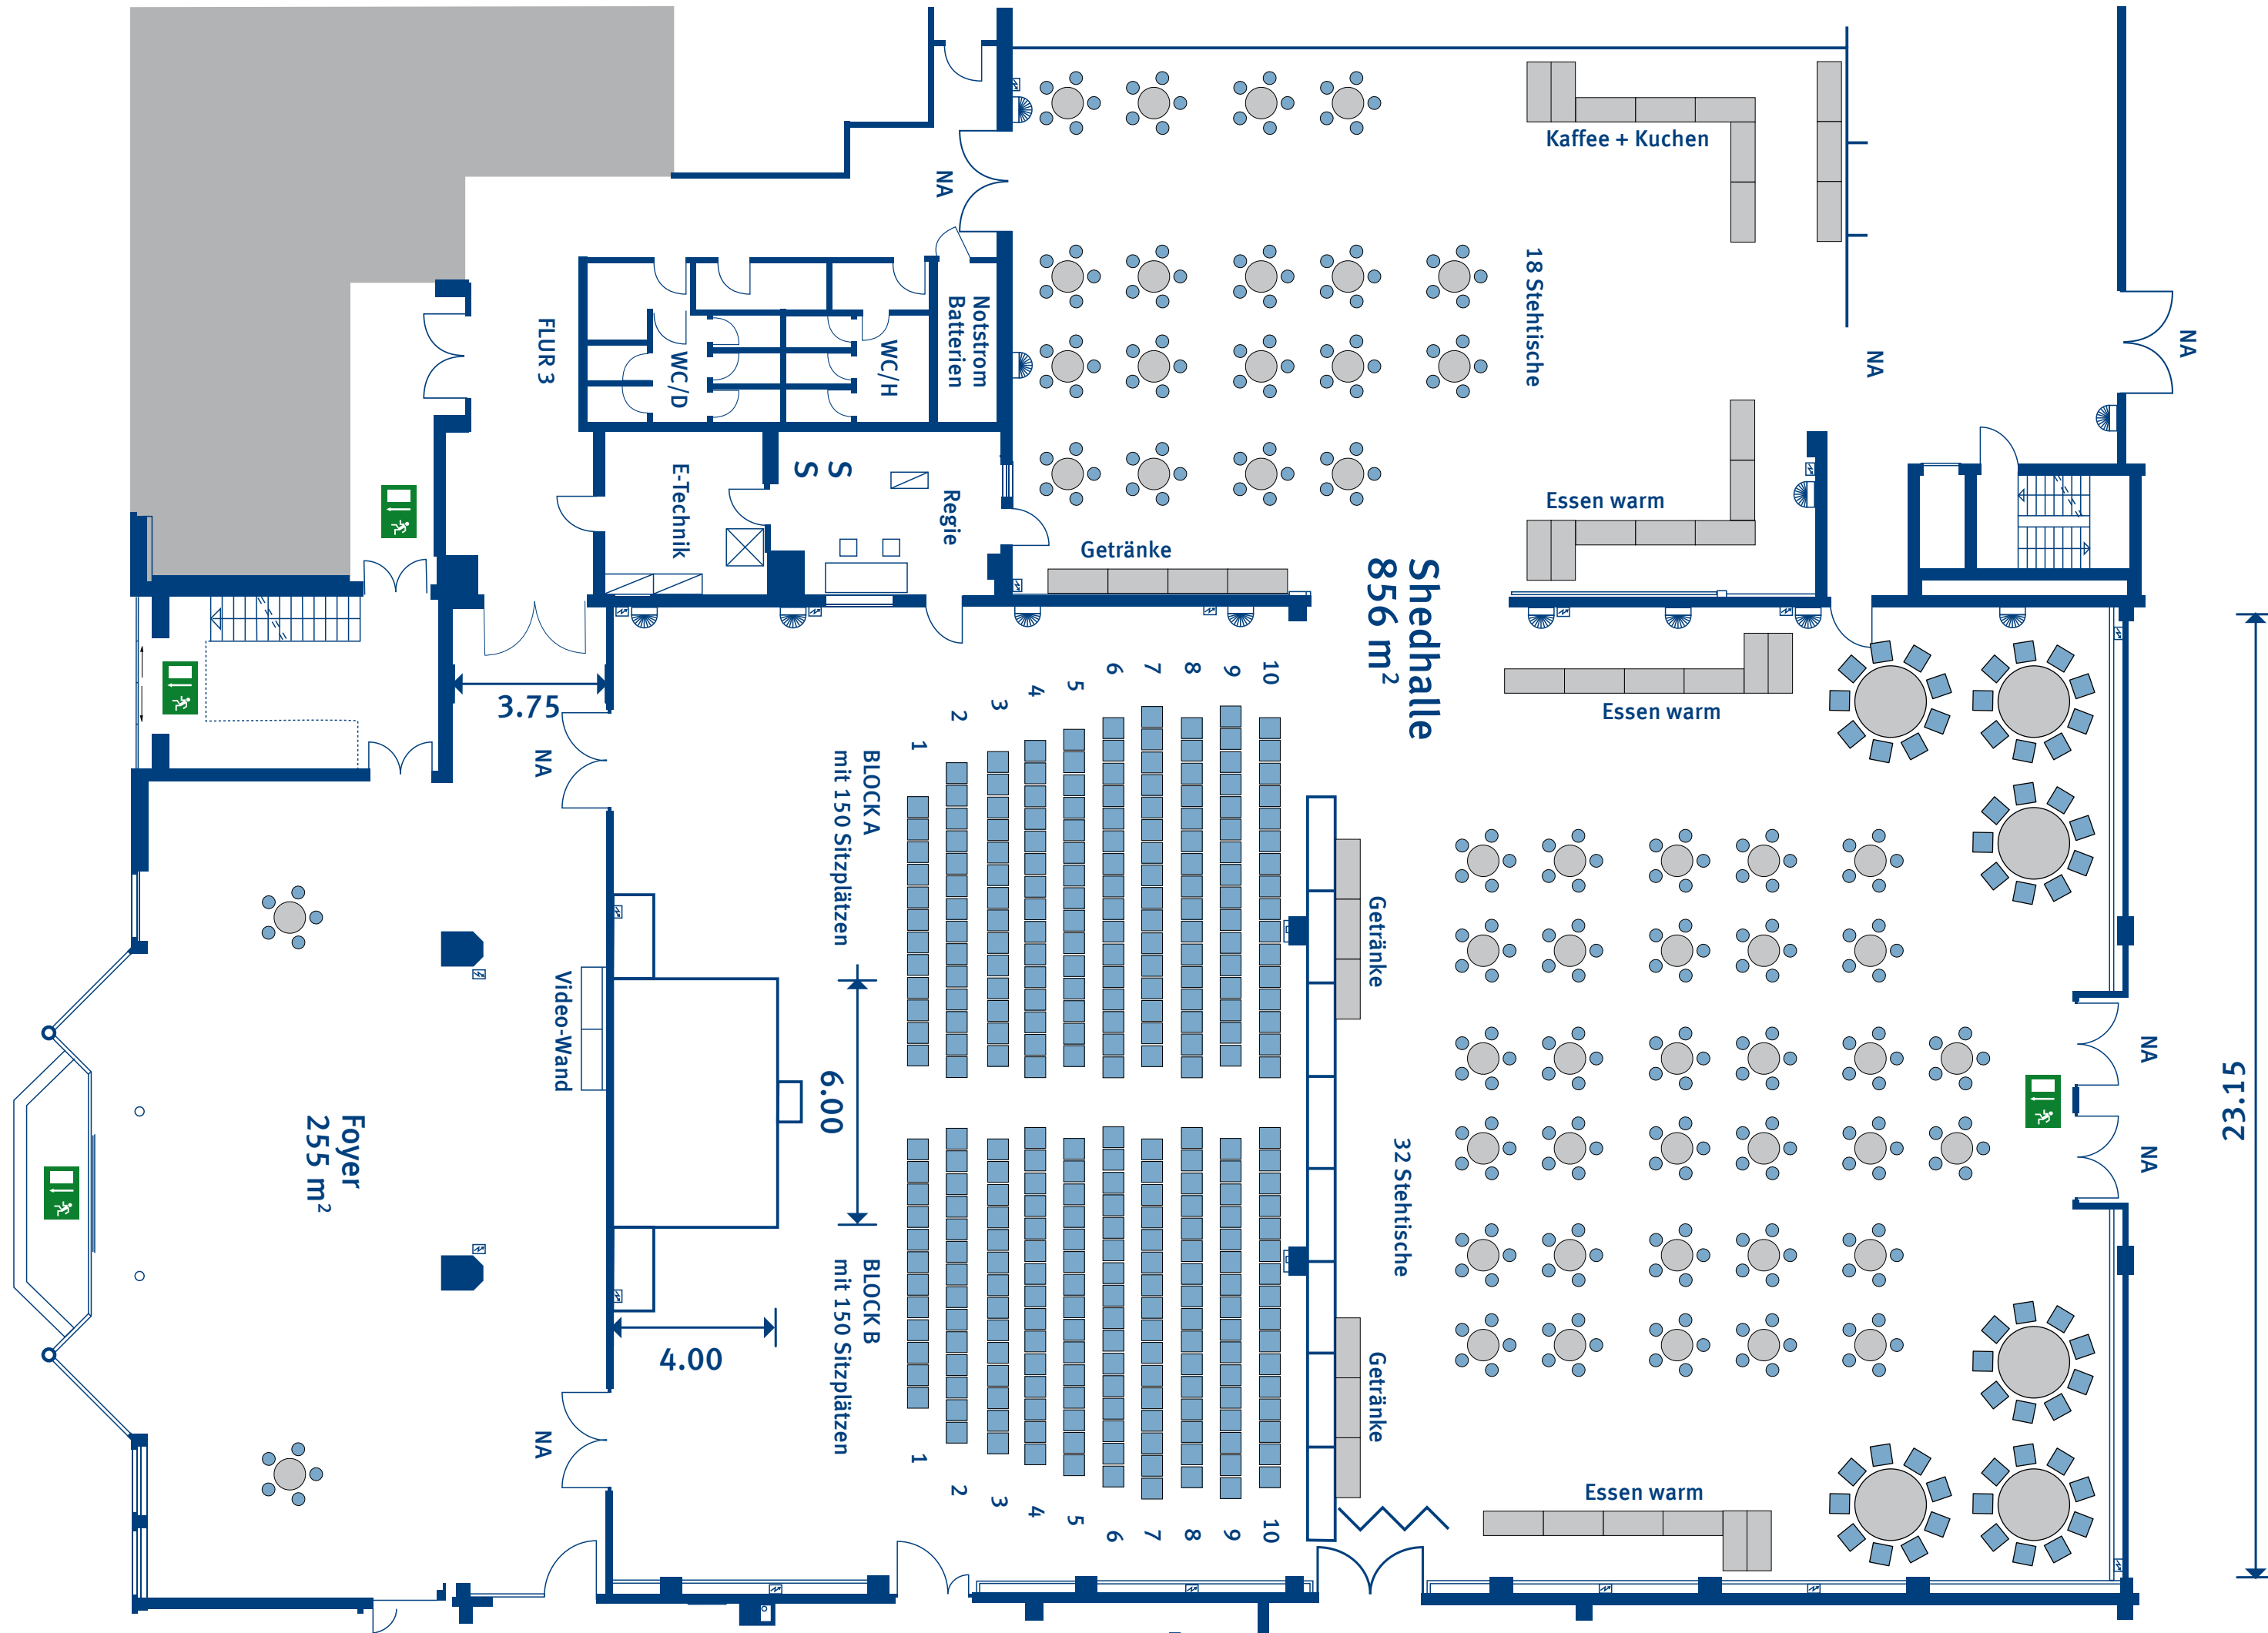 Kaffee + Kuchen
NA
18 Stehtische
NA
NA
Notstrom
Batterien
FLUR 3
WC/D
WC/H
E-Technik
S
S
Regie
Essen warm
Getränke
Shedhalle
856 m²
3.75
NA
Essen warm
1
2
3
4
5
6
7
8
9
10
BLOCK A
mit 150 Sitzplätzen
Getränke
Video-Wand
6.00
Foyer
255 m²
32 Stehtische
NA
NA
23.15
BLOCK B
mit 150 Sitzplätzen
4.00
Getränke
NA
1
2
3
4
5
6
7
8
9
10
Essen warm